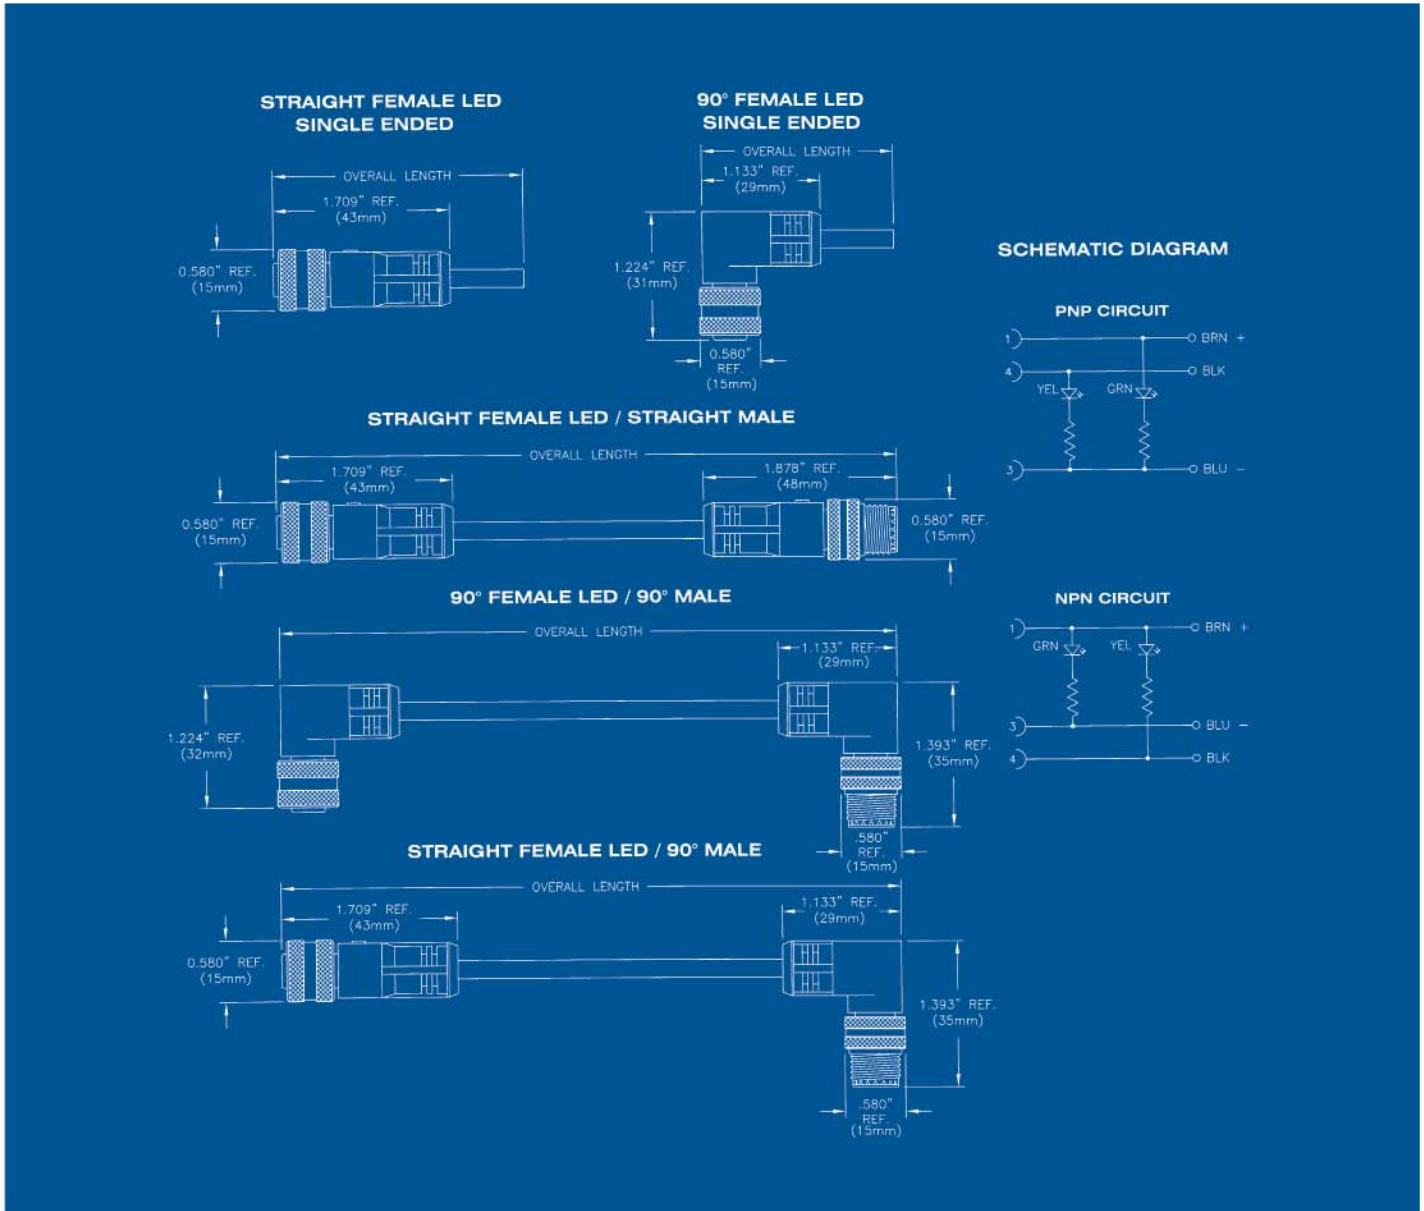 STRAIGHT FEMALE LED
SINGLE ENDED
OVERALL LENGTH
1.709" REF.
(43mm)
0.580" REF.
(15mm)
90° FEMALE LED
SINGLE ENDED
OVERALL LENGTH
1.133" REF.
(29mm)
1.224" REF.
(31mm)
0.580"
REF.
(15mm)
SCHEMATIC DIAGRAM
PNP CIRCUIT
1
BRN +
4
BLK
YEL
GRN
3
BLU -
STRAIGHT FEMALE LED / STRAIGHT MALE
OVERALL LENGTH
1.709" REF.
(43mm)
1.878" REF.
(48mm)
0.580" REF.
(15mm)
0.580" REF.
(15mm)
90° FEMALE LED / 90° MALE
OVERALL LENGTH
1.133" REF.
(29mm)
1.224" REF.
(32mm)
1.393" REF.
(35mm)
.580"
REF.
(15mm)
NPN CIRCUIT
1
BRN +
GRN
YEL
3
BLU -
4
BLK
STRAIGHT FEMALE LED / 90° MALE
OVERALL LENGTH
1.709" REF.
(43mm)
1.133" REF.
(29mm)
0.580" REF.
(15mm)
1.393" REF.
(35mm)
.580"
REF.
(15mm)